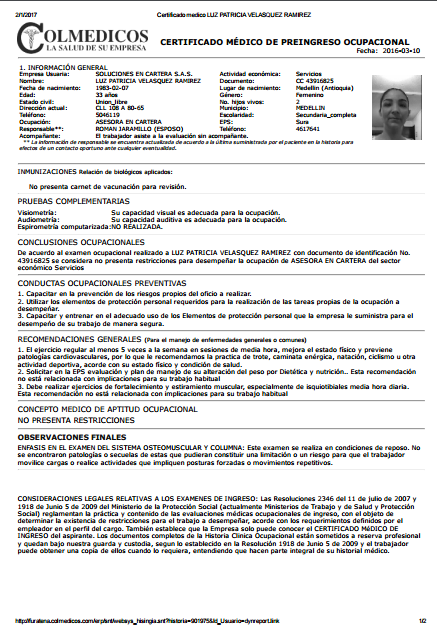 2/1/2017 Certificado medico LUZ PATRICIA VELASQUEZ RAMIREZ
COLMEDICOS
LA SALUD DE SU EMPRESA
CERTIFICADO MÉDICO DE PREINGRESO OCUPACIONAL
Fecha: 2016-03-10
1. INFORMACIÓN GENERAL
Empresa Usuaria: SOLUCIONES EN CARTERA S.A.S. Actividad económica: Servicios
Nombre: LUZ PATRICIA VELASQUEZ RAMIREZ Documento: CC 43916825
Fecha de nacimiento: 1983-02-07 Lugar de nacimiento: Medellin (Antioquia)
Edad: 33 años Género: Femenino
Estado civil: Union_libre No. hijos vivos: 2
Dirección actual: CLL 108 A 80-65 Municipio: MEDELLIN
Teléfono: 5046119 Escolaridad: Secundaria_completa
Ocupación: ASESORA EN CARTERA EPS: Sura
Responsable**: ROMAN JARAMILLO (ESPOSO) Teléfono: 4617641
Acompañante: El trabajador asiste a la evaluación sin acompañante.
** La información de responsable se encuentra actualizada de acuerdo a la última suministrada por el paciente en la historia para
efectos de un contacto oportuno ante cualquier eventualidad.
INMUNIZACIONES Relación de biológicos aplicados:
No presenta carnet de vacunación para revisión.
PRUEBAS COMPLEMENTARIAS
Visiometría: Su capacidad visual es adecuada para la ocupación.
Audiometría: Su capacidad auditiva es adecuada para la ocupación.
Espirometría computarizada: NO REALIZADA.
CONCLUSIONES OCUPACIONALES
De acuerdo al examen ocupacional realizado a LUZ PATRICIA VELASQUEZ RAMIREZ con documento de identificación No.
43916825 se considera no presenta restricciones para desempeñar la ocupación de ASESORA EN CARTERA del sector
económico Servicios
CONDUCTAS OCUPACIONALES PREVENTIVAS
1. Capacitar en la prevención de los riesgos propios del oficio a realizar.
2. Utilizar los elementos de protección personal requeridos para la realización de las tareas propias de la ocupación a
desempeñar.
3. Capacitar y entrenar en el adecuado uso de los Elementos de protección personal que la empresa le suministra para el
desempeño de su trabajo de manera segura.
RECOMENDACIONES GENERALES (Para el manejo de enfermedades generales o comunes)
1. El ejercicio regular al menos 5 veces a la semana en sesiones de media hora, mejora el estado físico y previene
patologías cardiovasculares, por lo que le recomendamos la practica de trote, caminata enérgica, natación, ciclismo u otra
actividad deportiva, acorde con su estado físico y condición de salud.
2. Solicitar en la EPS evaluación y plan de manejo de su alteración del peso por Dietética y nutrición.. Esta recomendación
no está relacionada con implicaciones para su trabajo habitual
3. Debe realizar ejercicios de fortalecimiento y estiramiento muscular, especialmente de isquiotibiales media hora diaria.
Esta recomendación no está relacionada con implicaciones para su trabajo habitual
CONCEPTO MEDICO DE APTITUD OCUPACIONAL
NO PRESENTA RESTRICCIONES
OBSERVACIONES FINALES
ENFASIS EN EL EXAMEN DEL SISTEMA OSTEOMUSCULAR Y COLUMNA: Este examen se realiza en condiciones de reposo. No
se encontraron patologías o secuelas de estas que pudieran constituir una limitación o un riesgo para que el trabajador
movilice cargas o realice actividades que impliquen posturas forzadas o movimientos repetitivos.
CONSIDERACIONES LEGALES RELATIVAS A LOS EXAMENES DE INGRESO: Las Resoluciones 2346 del 11 de julio de 2007 y
1918 de Junio 5 de 2009 del Ministerio de la Protección Social (actualmente Ministerios de Trabajo y de Salud y Protección
Social) reglamentan la práctica y contenido de las evaluaciones médicas ocupacionales de ingreso, con el objeto de
determinar la existencia de restricciones para el trabajo a desempeñar, acorde con los requerimientos definidos por el
empleador en el perfil del cargo. También establece que la Empresa solo puede conocer el CERTIFICADO MéDICO DE
INGRESO del aspirante. Los documentos completos de la Historia Clínica Ocupacional están sometidos a reserva profesional
y quedan bajo nuestra guarda y custodia, según lo establecido en la Resolución 1918 de Junio 5 de 2009 y el trabajador
puede obtener una copia de ellos cuando lo requiera, entendiendo que hacen parte integral de su historial médico.
http://furatena.colmedicos.com/erp/snt/websys_hisingia.snt?historia=901975&Id_Usuario=dynreport.link 1/2